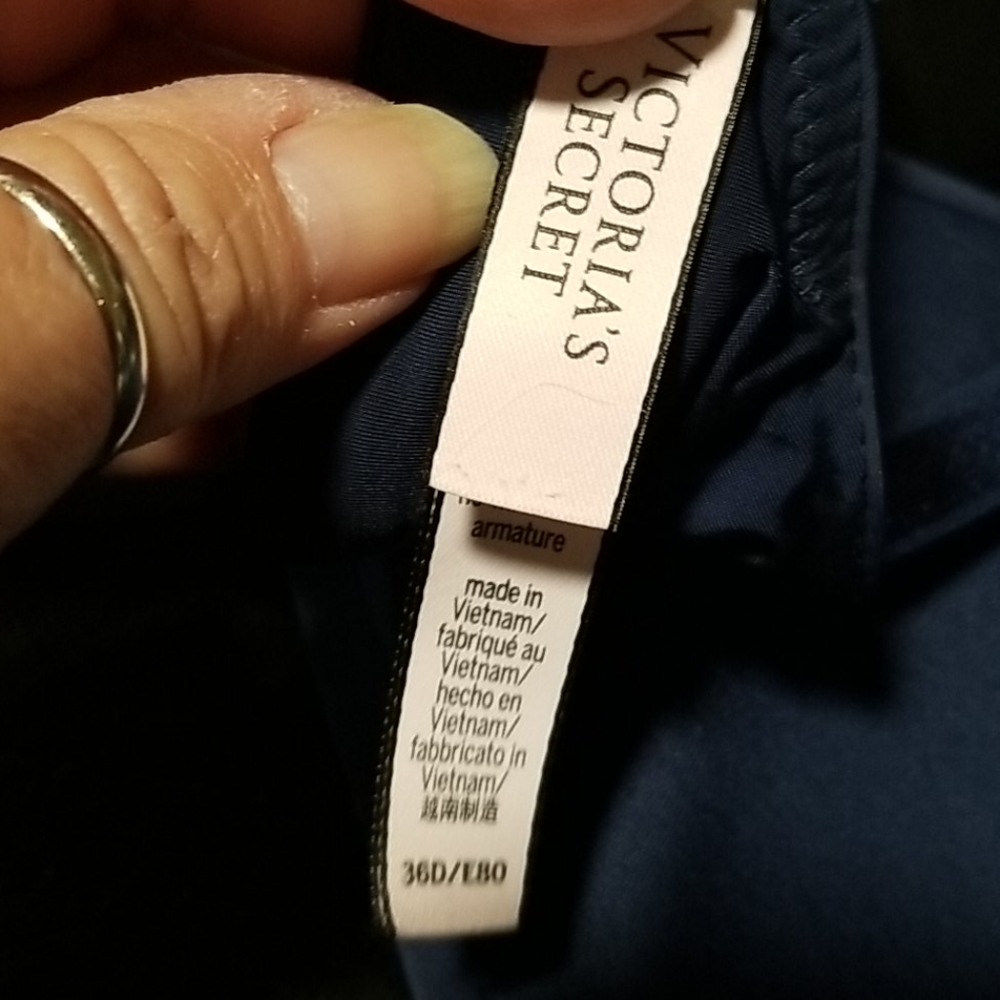 VICTORIA'S
SECRET
armature
made in
Vietnam/
fabriqué au
Vietnam/
hecho en
Vietnam/
fabbricato in
Vietnam/
越南制造
36D/E80